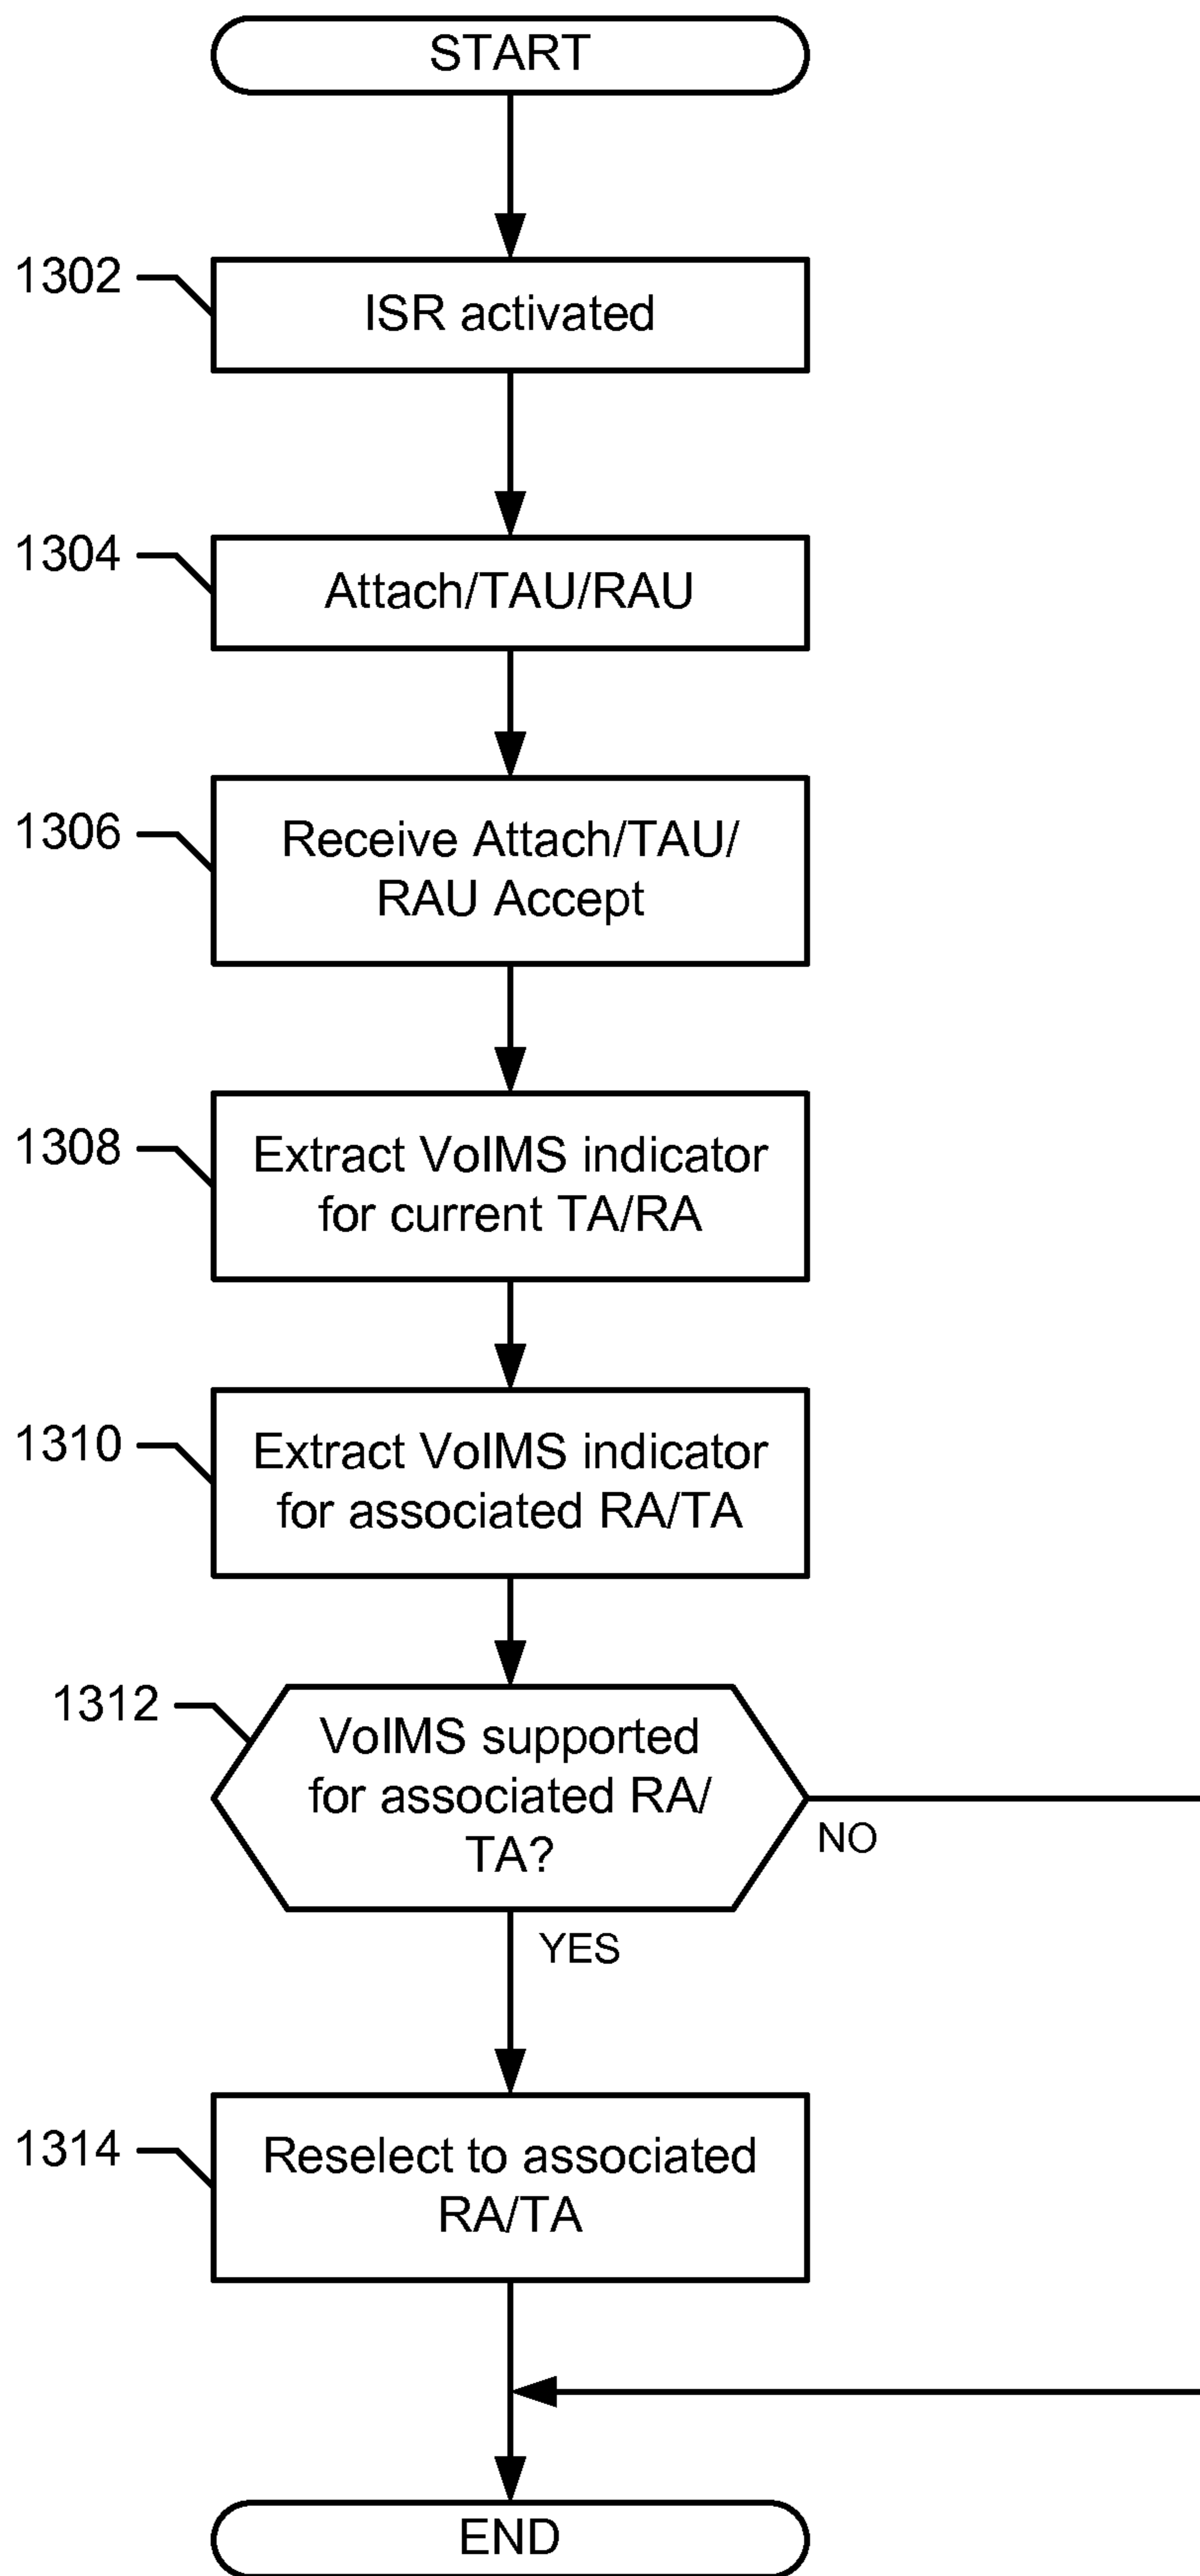 START
1302
ISR activated
1304
Attach/TAU/RAU
1306
Receive Attach/TAU/
RAU Accept
1308
Extract VoIMS indicator
for current TA/RA
1310
Extract VoIMS indicator
for associated RA/TA
1312
VoIMS supported
for associated RA/
TA?
NO
YES
1314
Reselect to associated
RA/TA
END